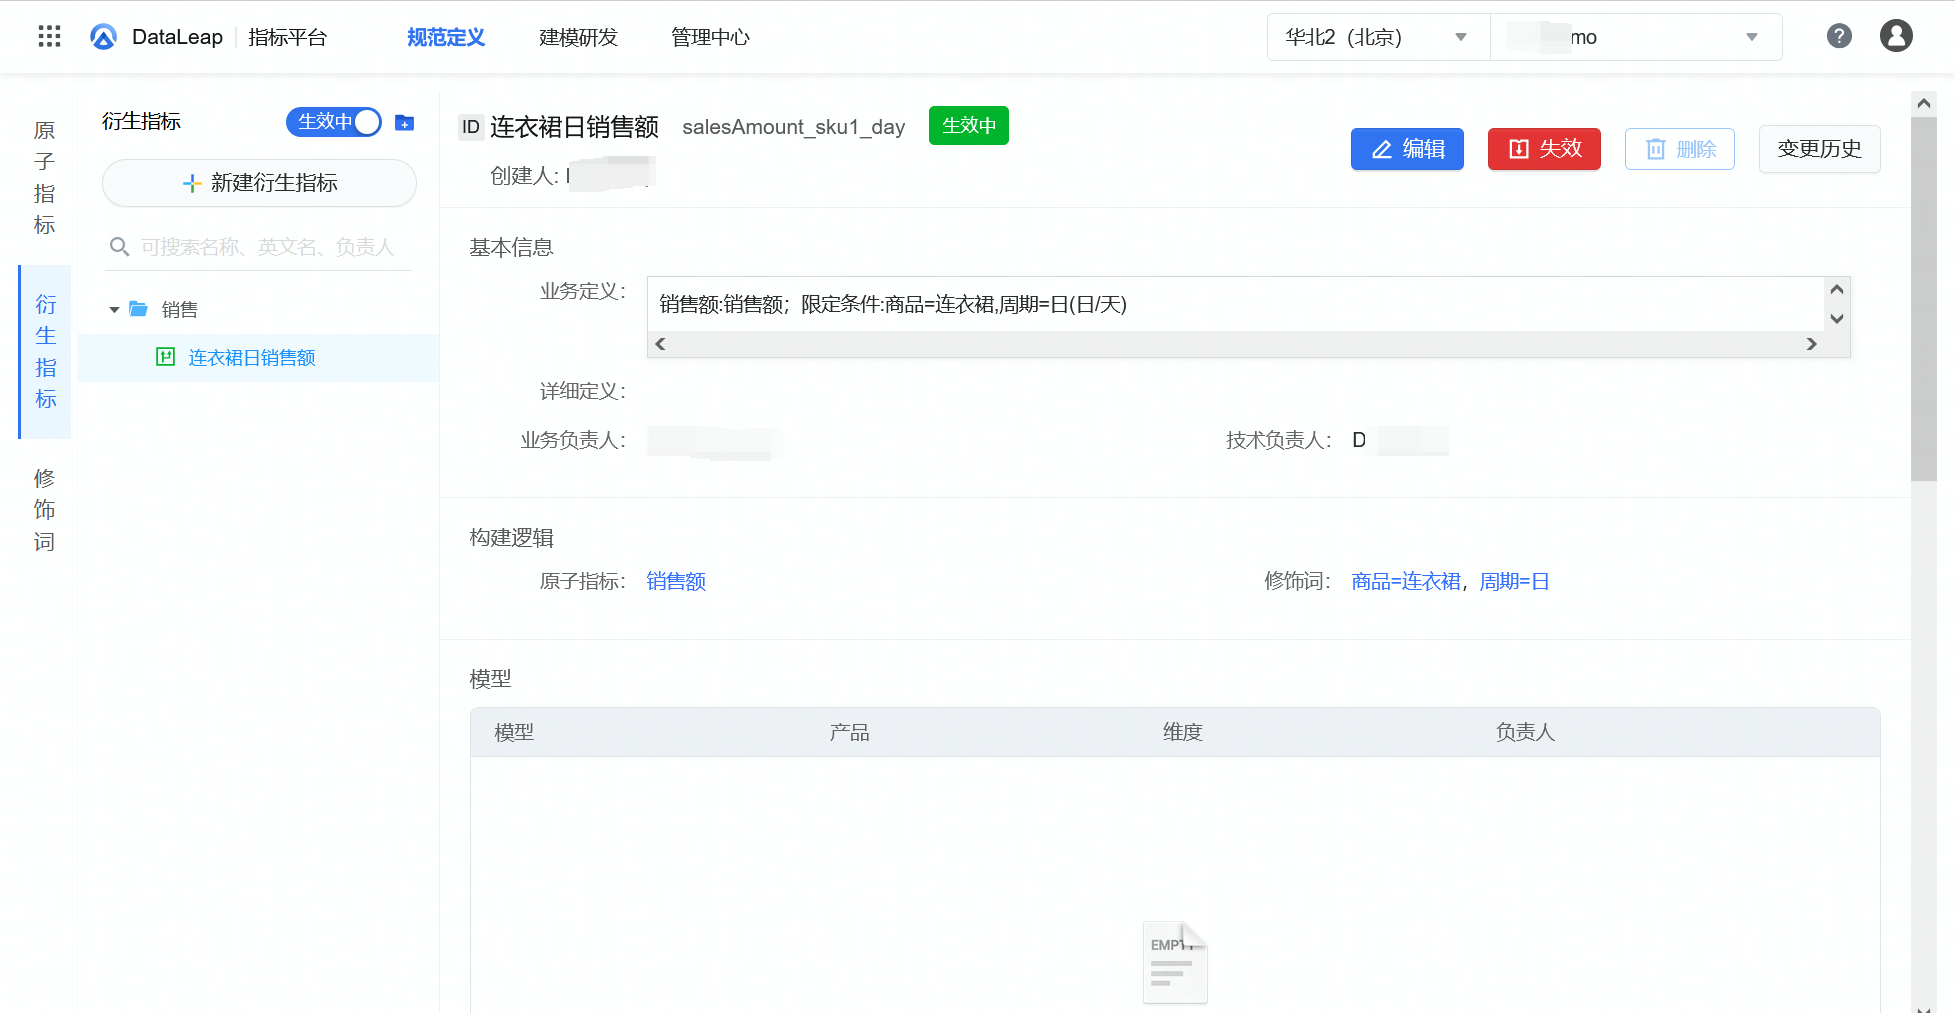 DataLeap 指标平台 规范定义 建模研发 管理中心 华北2（北京） mo
原子指标
衍生指标
修饰词
衍生指标 生效中
新建衍生指标
可搜索名称、英文名、负责人
销售
连衣裙日销售额
ID 连衣裙日销售额 salesAmount_sku1_day 生效中
创建人:
编辑 失效 删除 变更历史
基本信息
业务定义： 销售额:销售额；限定条件:商品=连衣裙,周期=日(日/天)
详细定义：
业务负责人： 技术负责人： D
构建逻辑
原子指标： 销售额 修饰词： 商品=连衣裙，周期=日
模型
模型 产品 维度 负责人
EMPTY